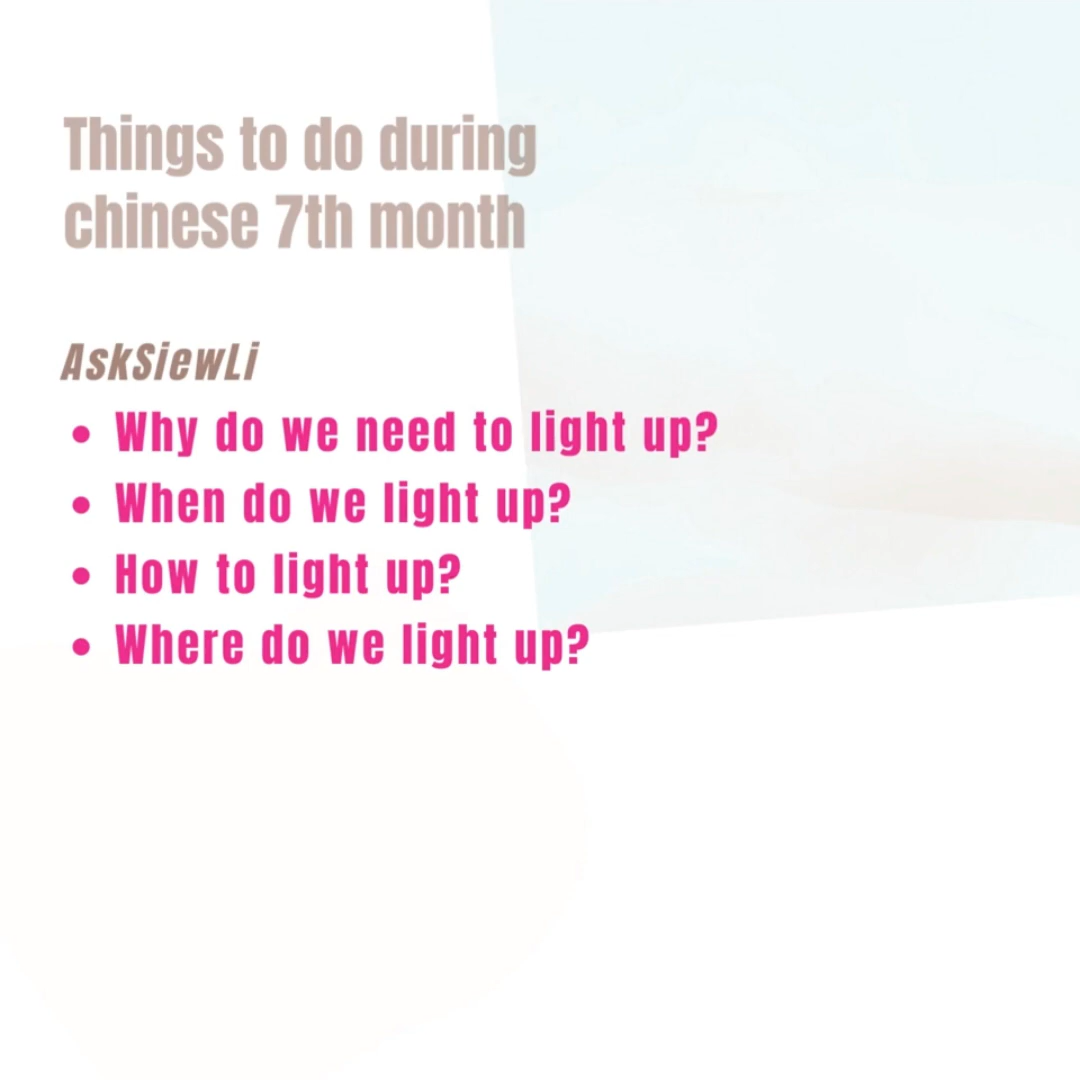 Things to do during
chinese 7th month
AskSiewLi
• Why do we need to light up?
• When do we light up?
• How to light up?
• Where do we light up?